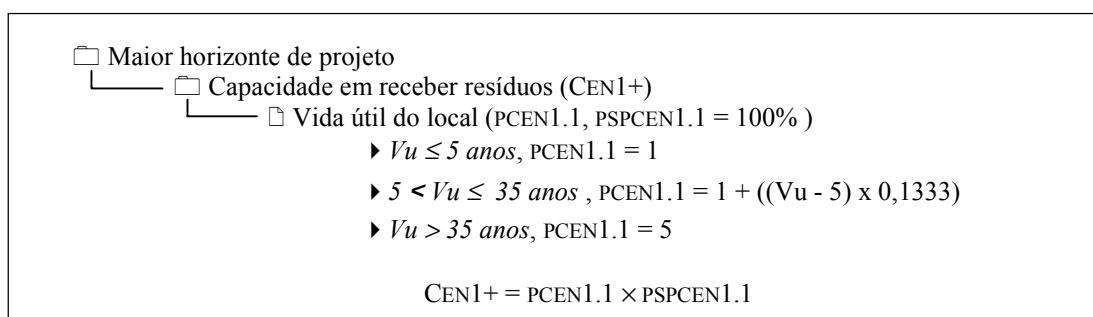 Maior horizonte de projeto
Capacidade em receber resíduos (CEN1+)
Vida útil do local (PCEN1.1, PSPCEN1.1 = 100% )
Vu ≤ 5 anos, PCEN1.1 = 1
5 < Vu ≤ 35 anos , PCEN1.1 = 1 + ((Vu - 5) x 0,1333)
Vu > 35 anos, PCEN1.1 = 5
CEN1+ = PCEN1.1 × PSPCEN1.1